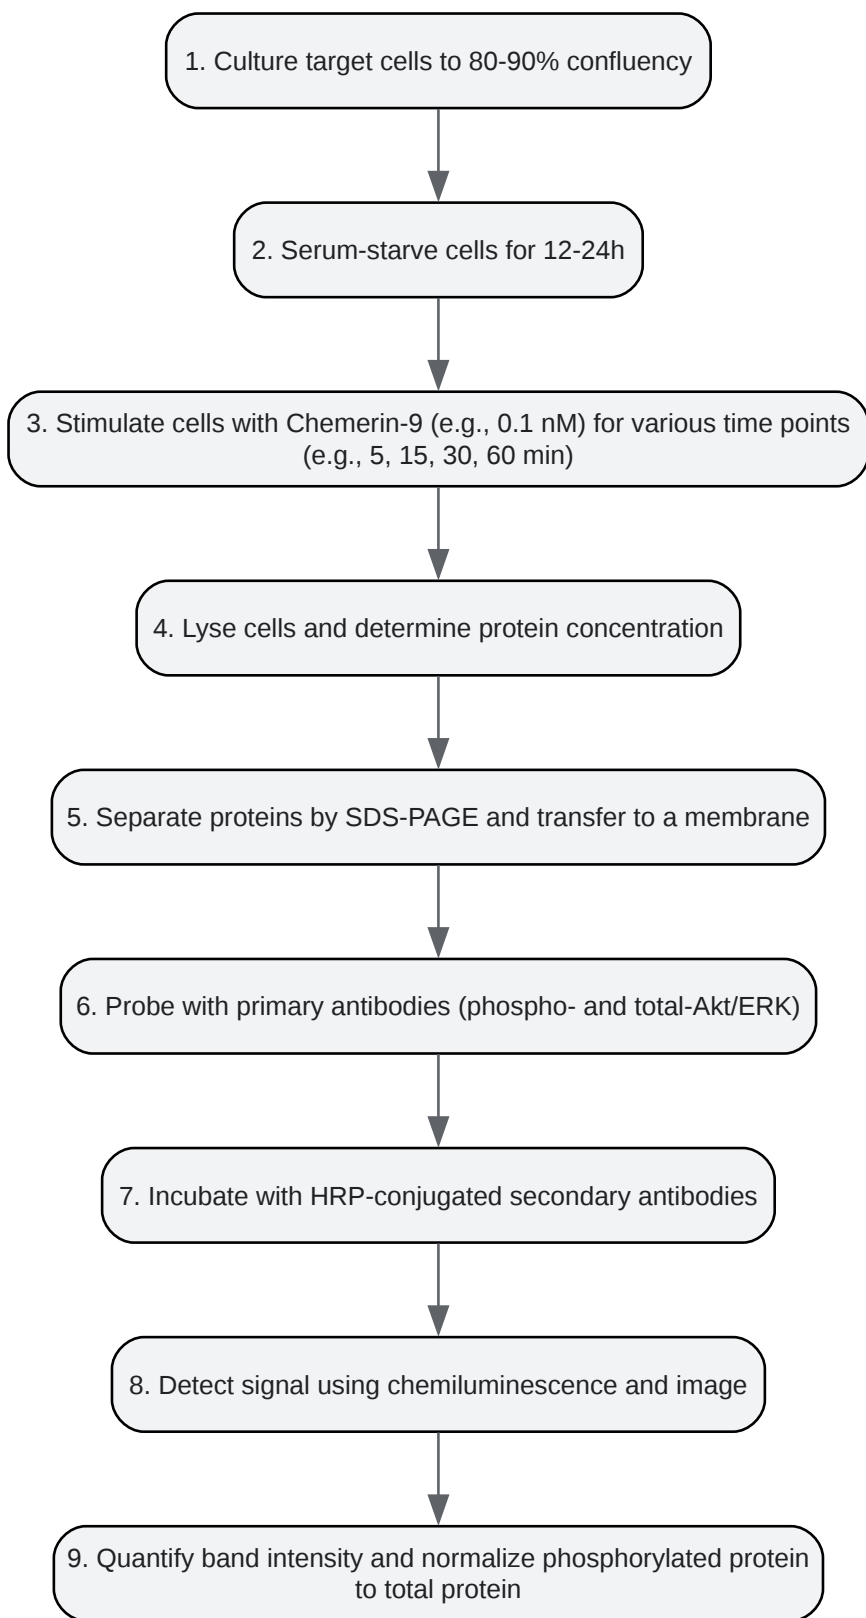 1. Culture target cells to 80-90% confluency
2. Serum-starve cells for 12-24h
3. Stimulate cells with Chemerin-9 (e.g., 0.1 nM) for various time points
(e.g., 5, 15, 30, 60 min)
4. Lyse cells and determine protein concentration
5. Separate proteins by SDS-PAGE and transfer to a membrane
6. Probe with primary antibodies (phospho- and total-Akt/ERK)
7. Incubate with HRP-conjugated secondary antibodies
8. Detect signal using chemiluminescence and image
9. Quantify band intensity and normalize phosphorylated protein
to total protein